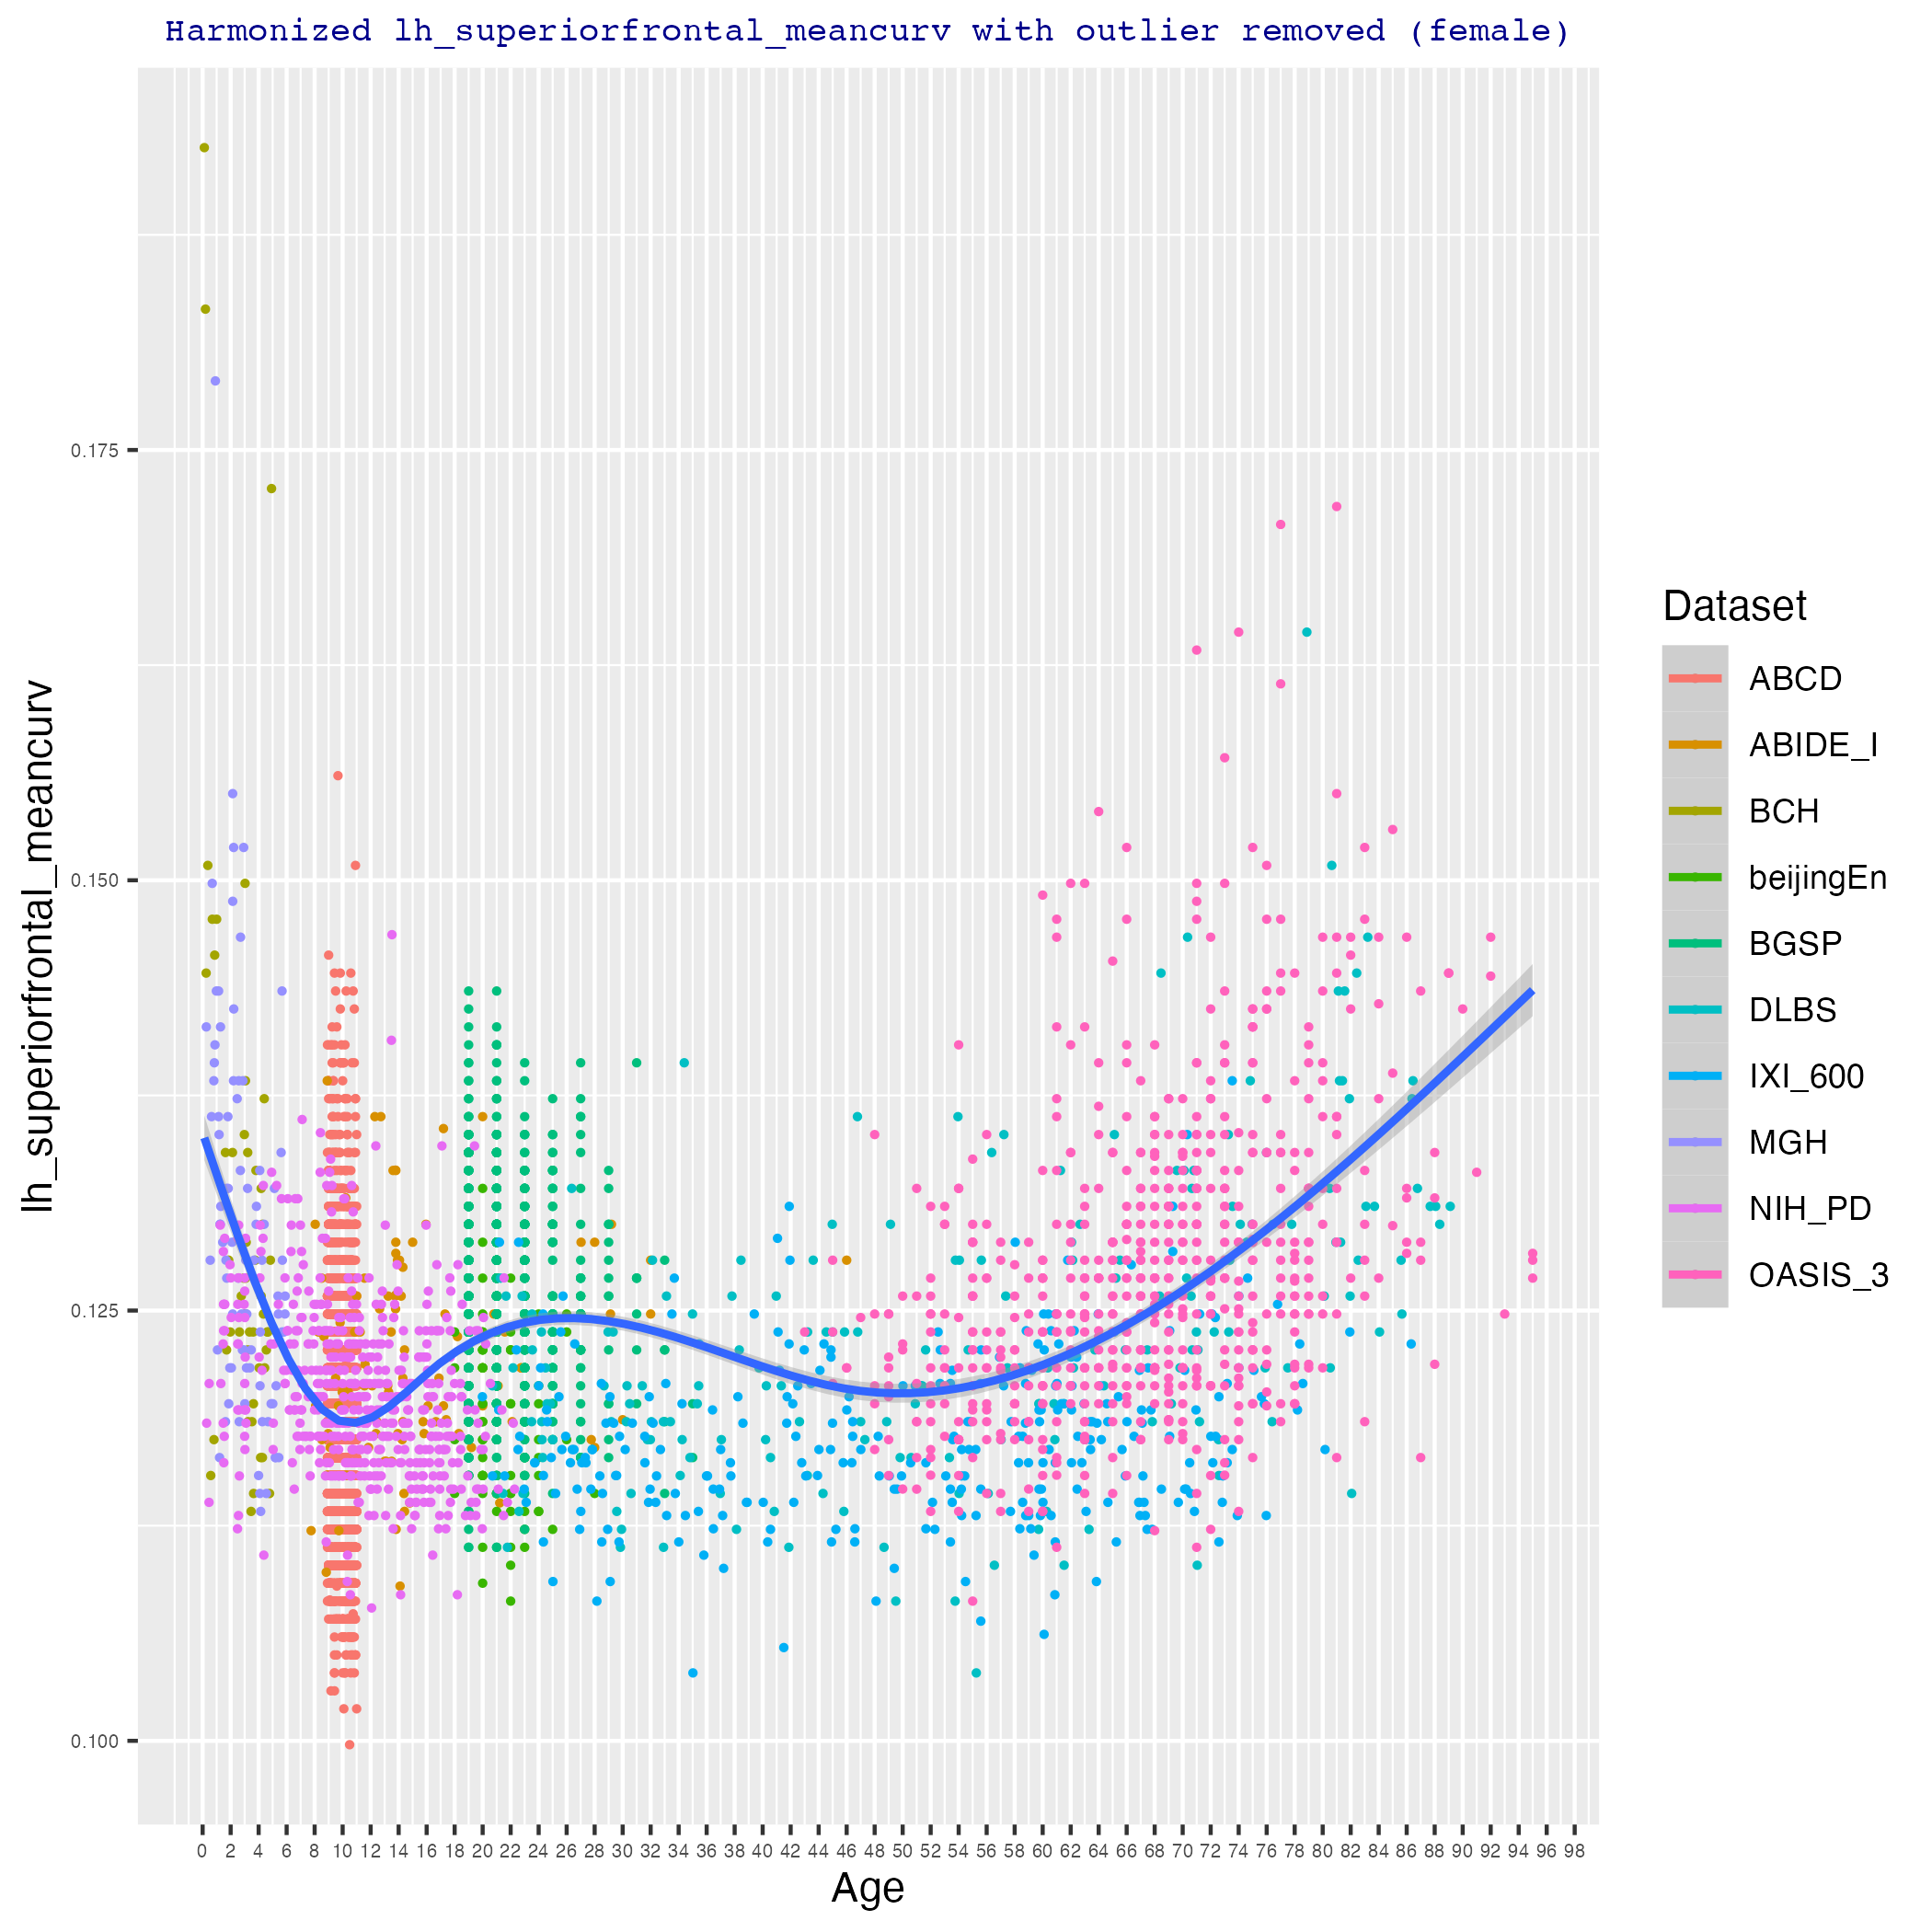 Harmonized lh_superiorfrontal_meancurv with outlier removed (female)
lh_superiorfrontal_meancurv
0.175
0.150
0.125
0.100
0 2 4 6 8 10 12 14 16 18 20 22 24 26 28 30 32 34 36 38 40 42 44 46 48 50 52 54 56 58 60 62 64 66 68 70 72 74 76 78 80 82 84 86 88 90 92 94 96 98
Age
Dataset
ABCD
ABIDE_I
BCH
beijingEn
BGSP
DLBS
IXI_600
MGH
NIH_PD
OASIS_3